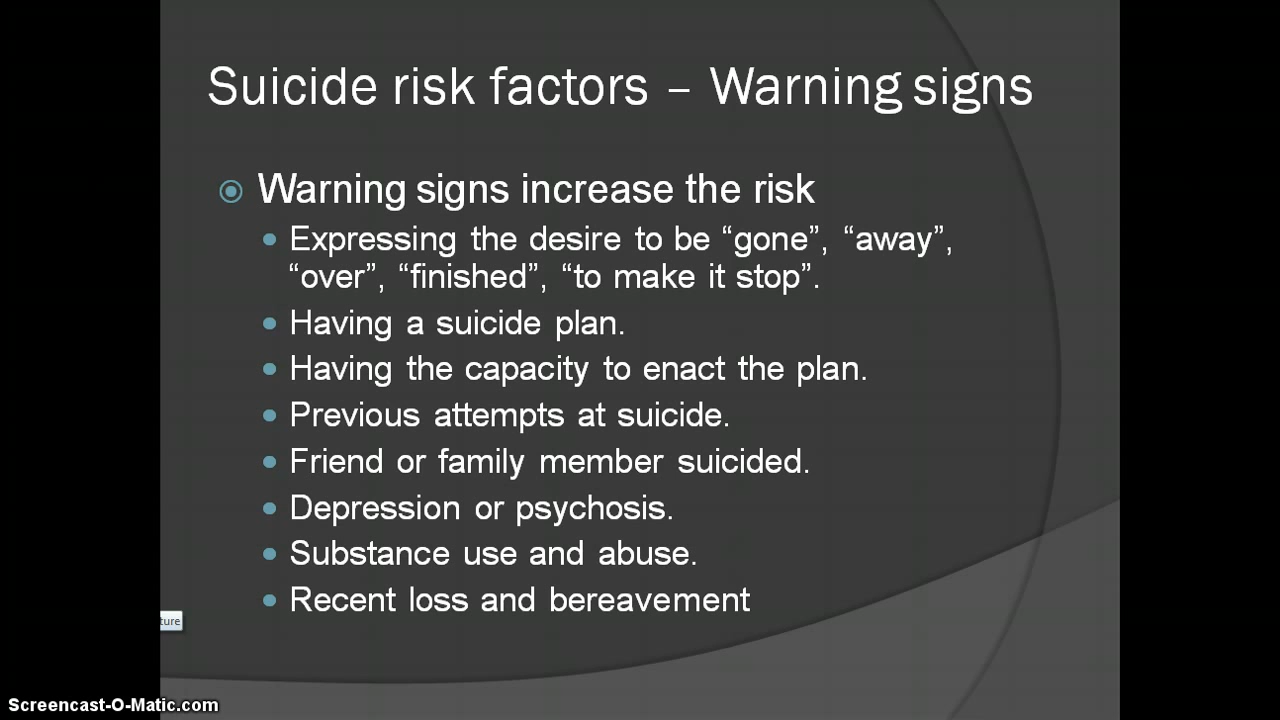 Suicide risk factors – Warning signs
Warning signs increase the risk
Expressing the desire to be “gone”, “away”,
“over”, “finished”, “to make it stop”.
Having a suicide plan.
Having the capacity to enact the plan.
Previous attempts at suicide.
Friend or family member suicided.
Depression or psychosis.
Substance use and abuse.
Recent loss and bereavement
ture
Screencast-O-Matic.com